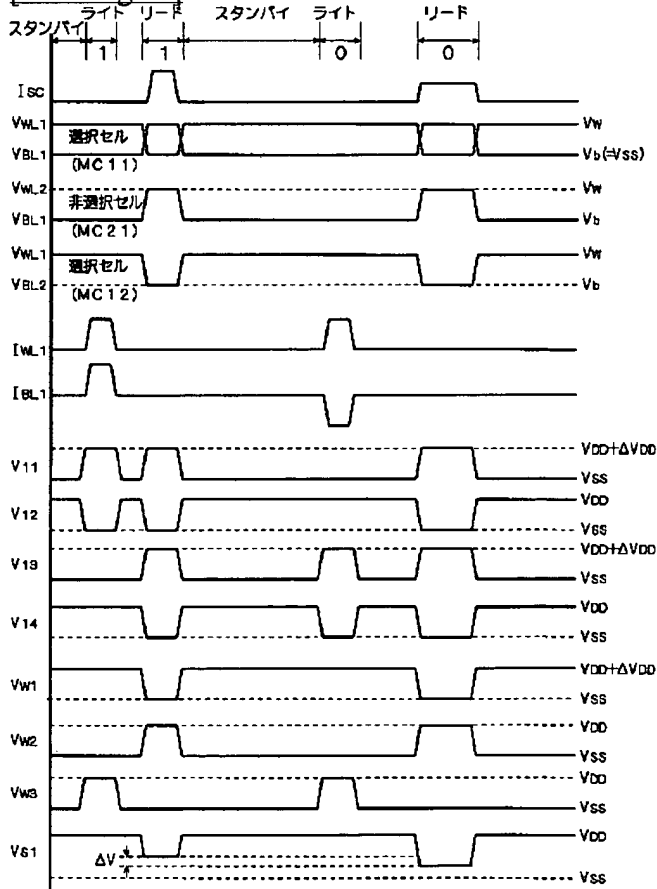 ライト リード スタンバイ ライト リード
スタンバイ
1 1 0 0
ISC
VWL1 選択セル VW
VBL1 (MC11) Vb(=VSS)
VWL2 非選択セル VW
VBL1 (MC21) Vb
VWL1 選択セル VW
VBL2 (MC12) Vb
IWL1
IBL1
V11 VDD+ΔVDD
VSS
V12 VDD
VSS
V13 VDD+ΔVDD
VSS
V14 VDD
VSS
VW1 VDD+ΔVDD
VSS
VW2 VDD
VSS
VW3 VDD
VSS
VS1 ΔV VDD
VSS